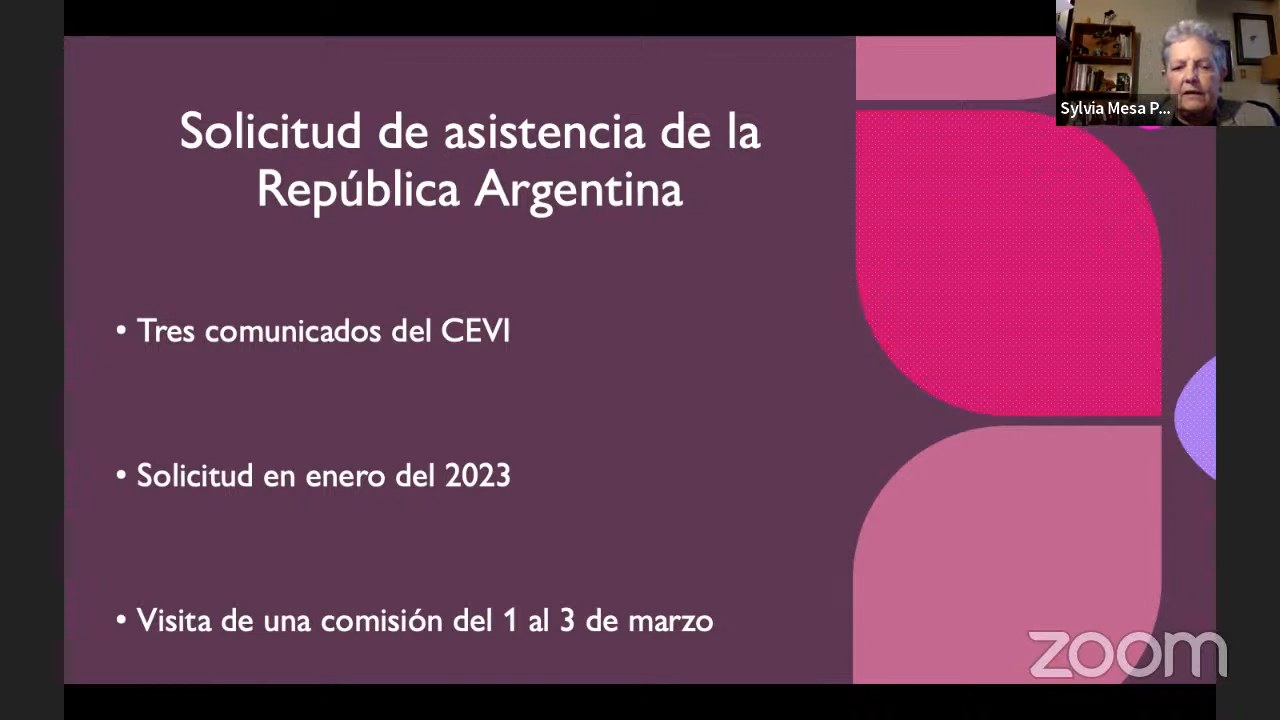 Solicitud de asistencia de la
República Argentina
• Tres comunicados del CEVI
• Solicitud en enero del 2023
• Visita de una comisión del 1 al 3 de marzo
Sylvia Mesa P...
zoom